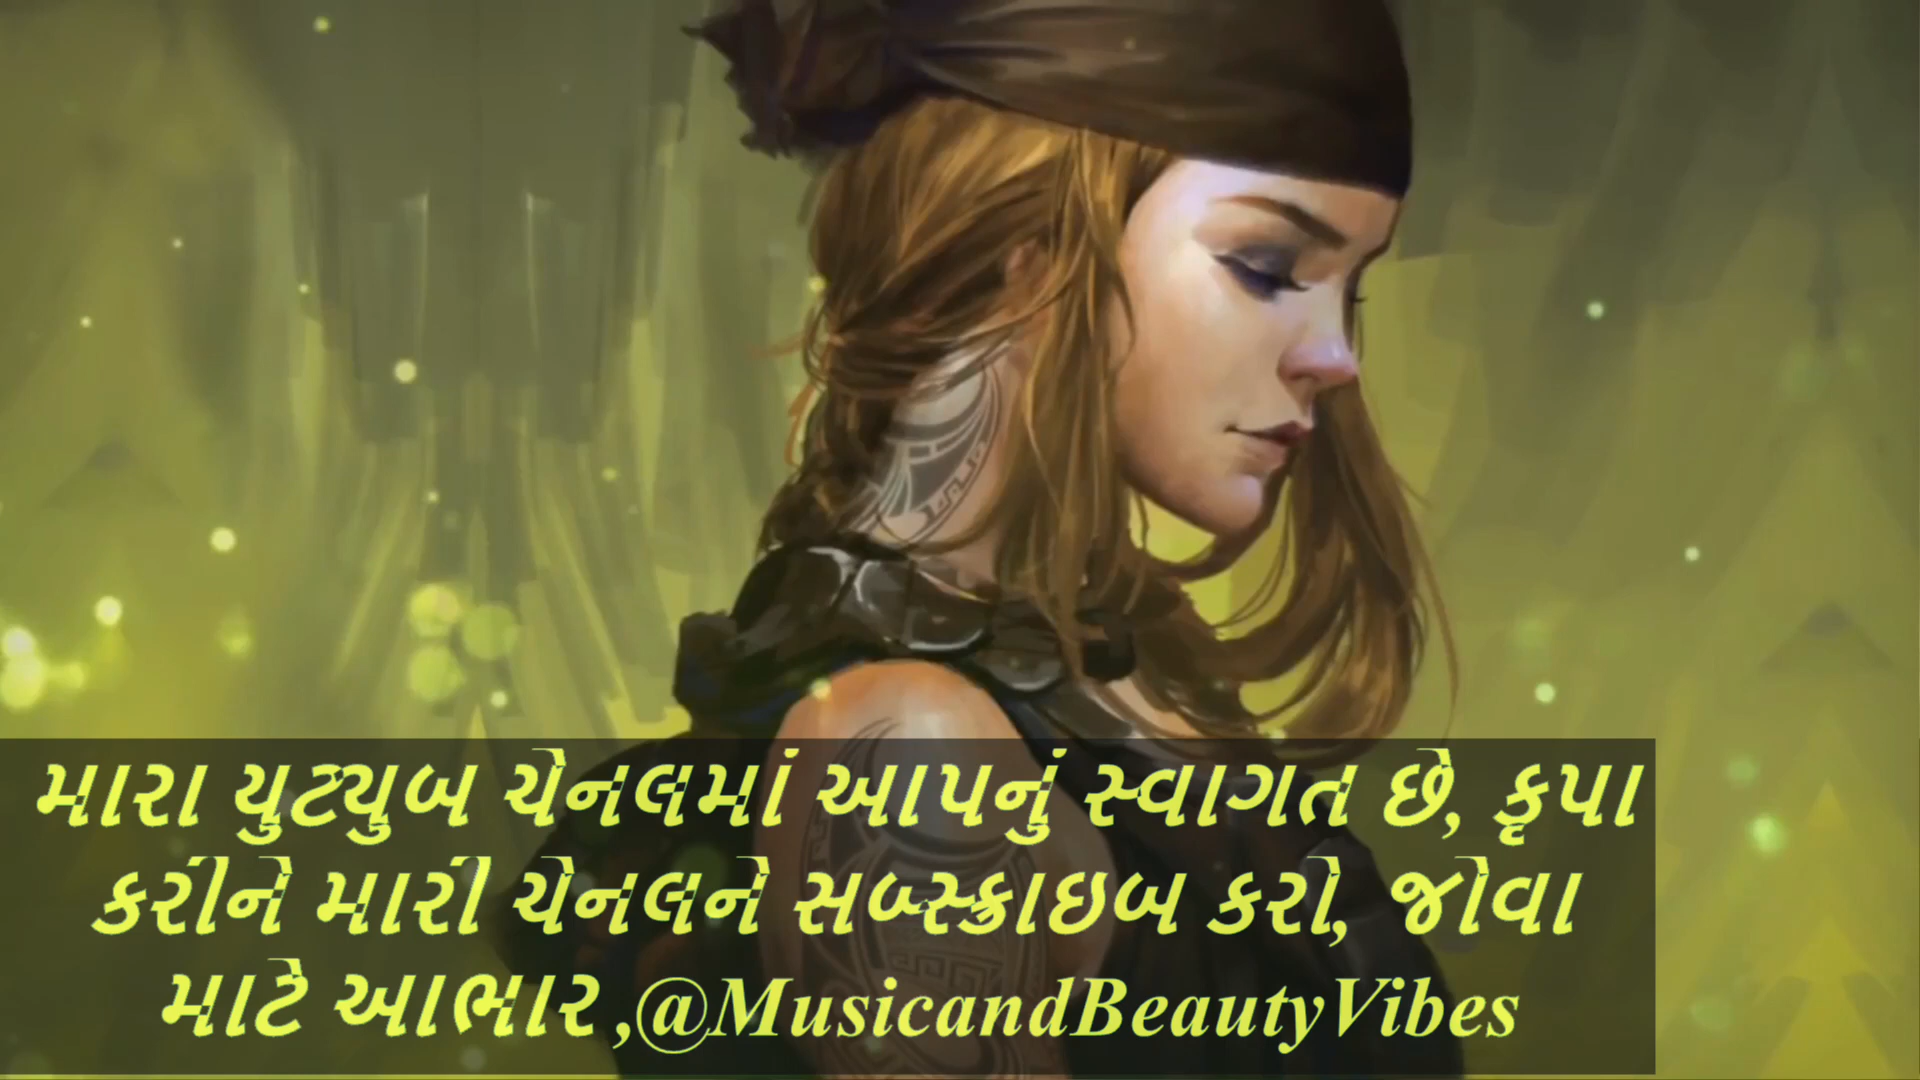 મારા યુટ્યુબ ચેનલમાં આપનું સ્વાગત છે, કૃપા
કરીને મારી ચેનલને સબ્સ્ક્રાઇબ કરો, જોવા
માટે આભાર ,@MusicandBeautyVibes